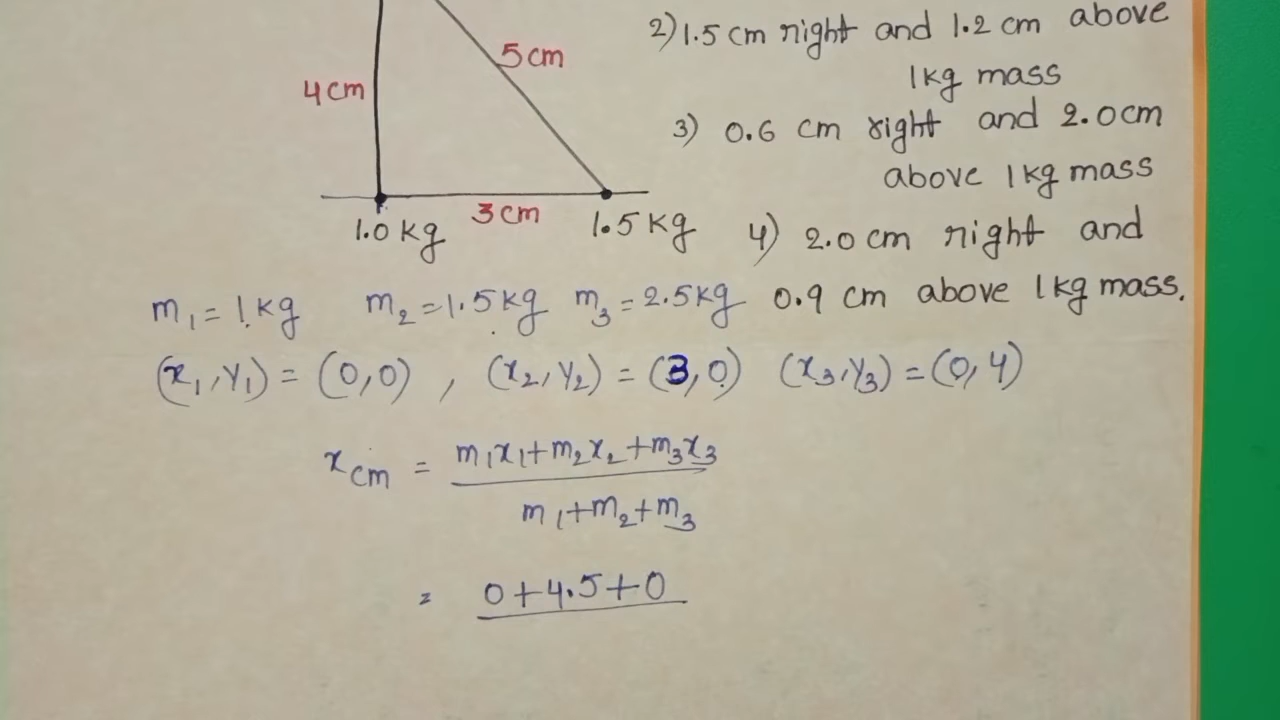 2) 1.5 cm right and 1.2 cm above
1kg mass
5cm
4cm
3) 0.6 cm right and 2.0cm
above 1kg mass
3cm
1.0 kg
1.5 kg
4) 2.0 cm right and
0.9 cm above 1kg mass.
m₁ = 1kg m₂ = 1.5kg m₃ = 2.5kg
(x₁, y₁) = (0,0) , (x₂, y₂) = (3,0) (x₃, y₃) = (0, 4)
x_cm = m₁x₁+m₂x₂+m₃x₃
m₁+m₂+m₃
= 0+4.5+0